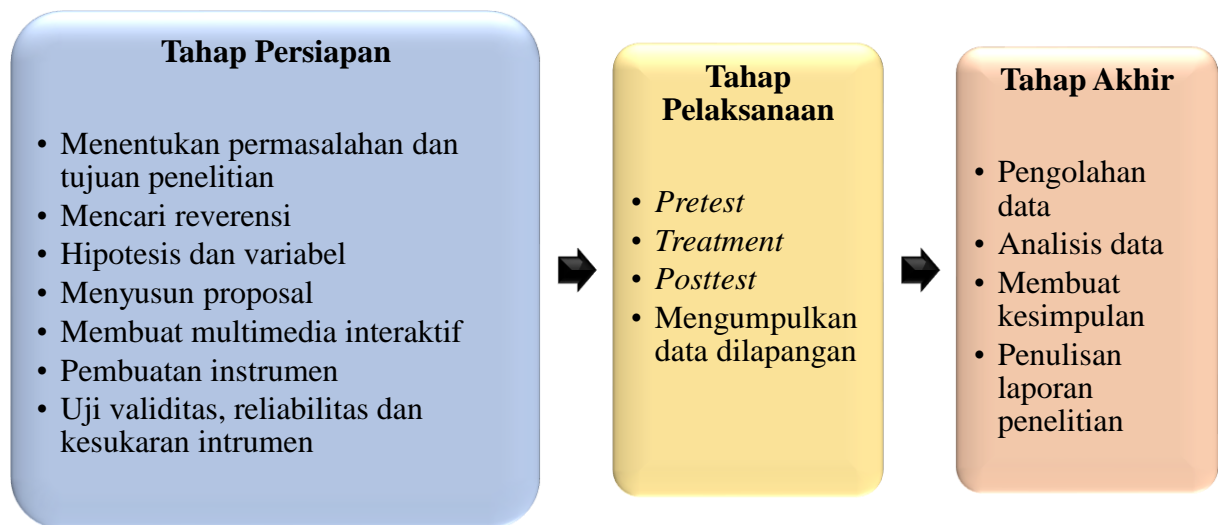 Tahap Persiapan
• Menentukan permasalahan dan
tujuan penelitian
• Mencari reverensi
• Hipotesis dan variabel
• Menyusun proposal
• Membuat multimedia interaktif
• Pembuatan instrumen
• Uji validitas, reliabilitas dan
kesukaran intrumen
Tahap
Pelaksanaan
• Pretest
• Treatment
• Posttest
• Mengumpulkan
data dilapangan
Tahap Akhir
• Pengolahan
data
• Analisis data
• Membuat
kesimpulan
• Penulisan
laporan
penelitian